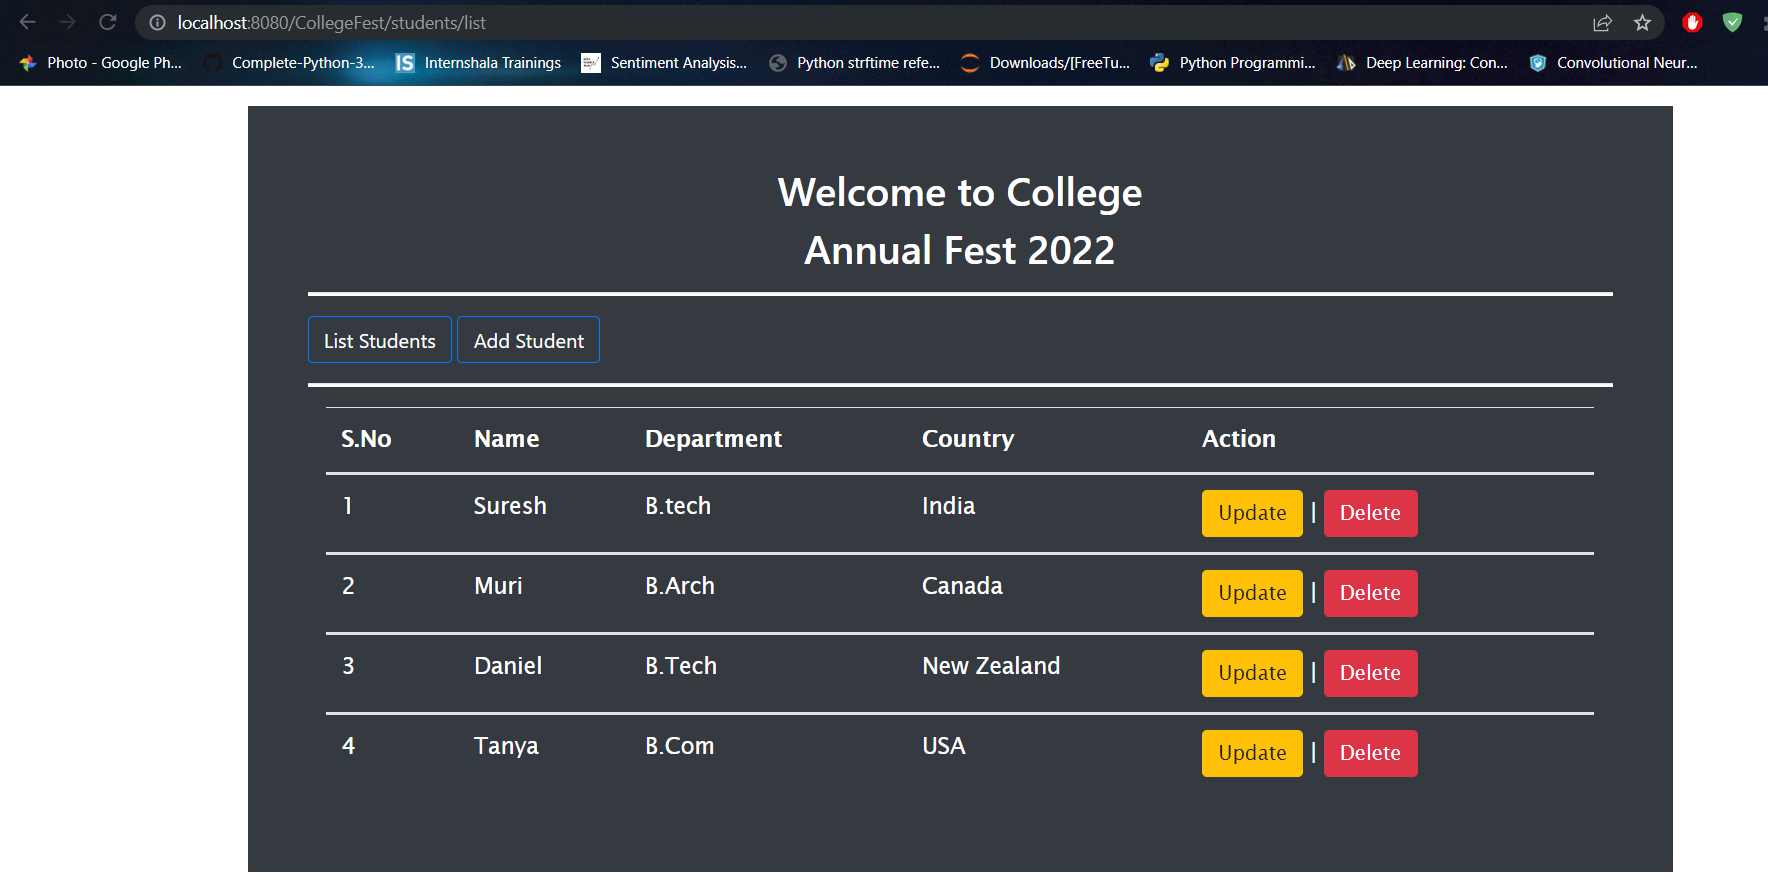 localhost:8080/CollegeFest/students/list
Photo - Google Ph... Complete-Python-3... IS Internshala Trainings Sentiment Analysis... Python strftime refe... Downloads/[FreeTu... Python Programmi... Deep Learning: Con... Convolutional Neur...
Welcome to College
Annual Fest 2022
List Students Add Student
S.No Name Department Country Action
1 Suresh B.tech India Update | Delete
2 Muri B.Arch Canada Update | Delete
3 Daniel B.Tech New Zealand Update | Delete
4 Tanya B.Com USA Update | Delete